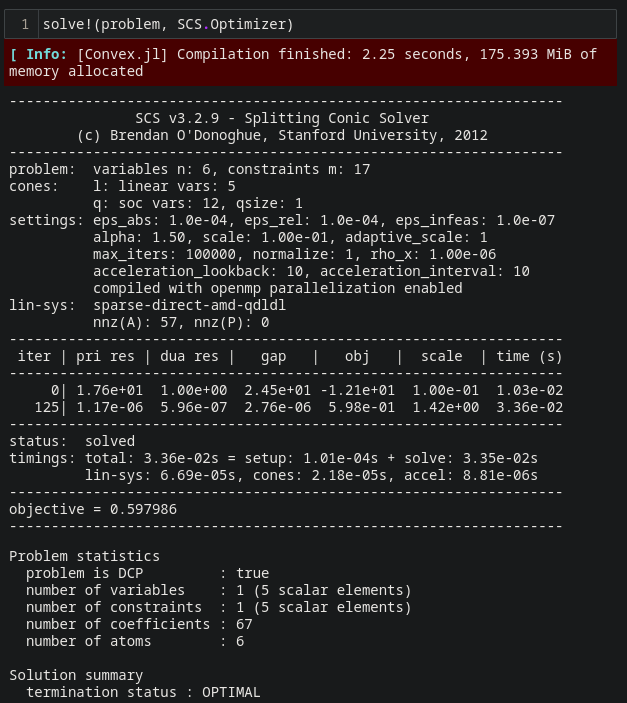 1 solve!(problem, SCS.Optimizer)
[ Info: [Convex.jl] Compilation finished: 2.25 seconds, 175.393 MiB of
memory allocated
------------------------------------------------------------------
SCS v3.2.9 - Splitting Conic Solver
(c) Brendan O'Donoghue, Stanford University, 2012
------------------------------------------------------------------
problem:  variables n: 6, constraints m: 17
cones:    l: linear vars: 5
q: soc vars: 12, qsize: 1
settings: eps_abs: 1.0e-04, eps_rel: 1.0e-04, eps_infeas: 1.0e-07
alpha: 1.50, scale: 1.00e-01, adaptive_scale: 1
max_iters: 100000, normalize: 1, rho_x: 1.00e-06
acceleration_lookback: 10, acceleration_interval: 10
compiled with openmp parallelization enabled
lin-sys:  sparse-direct-amd-qdldl
nnz(A): 57, nnz(P): 0
------------------------------------------------------------------
iter | pri res | dua res |   gap   |   obj   |  scale  | time (s)
------------------------------------------------------------------
0| 1.76e+01  1.00e+00  2.45e+01 -1.21e+01  1.00e-01  1.03e-02
125| 1.17e-06  5.96e-07  2.76e-06  5.98e-01  1.42e+00  3.36e-02
------------------------------------------------------------------
status:  solved
timings: total: 3.36e-02s = setup: 1.01e-04s + solve: 3.35e-02s
lin-sys: 6.69e-05s, cones: 2.18e-05s, accel: 8.81e-06s
------------------------------------------------------------------
objective = 0.597986
------------------------------------------------------------------
Problem statistics
problem is DCP         : true
number of variables    : 1 (5 scalar elements)
number of constraints  : 1 (5 scalar elements)
number of coefficients : 67
number of atoms        : 6
Solution summary
termination status : OPTIMAL